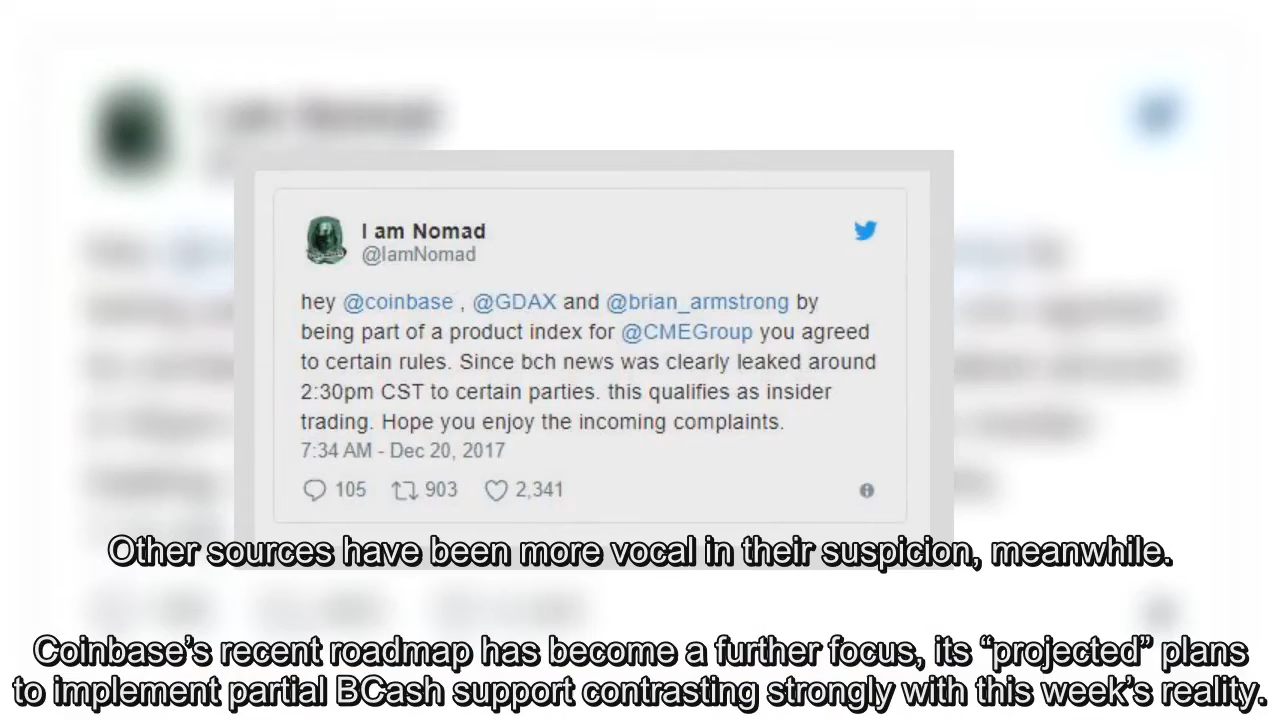 I am Nomad
@IamNomad
hey @coinbase , @GDAX and @brian_armstrong by
being part of a product index for @CMEGroup you agreed
to certain rules. Since bch news was clearly leaked around
2:30pm CST to certain parties. this qualifies as insider
trading. Hope you enjoy the incoming complaints.
7:34 AM - Dec 20, 2017
105 903 2,341
Other sources have been more vocal in their suspicion, meanwhile.
Coinbase’s recent roadmap has become a further focus, its “projected” plans
to implement partial BCash support contrasting strongly with this week’s reality.